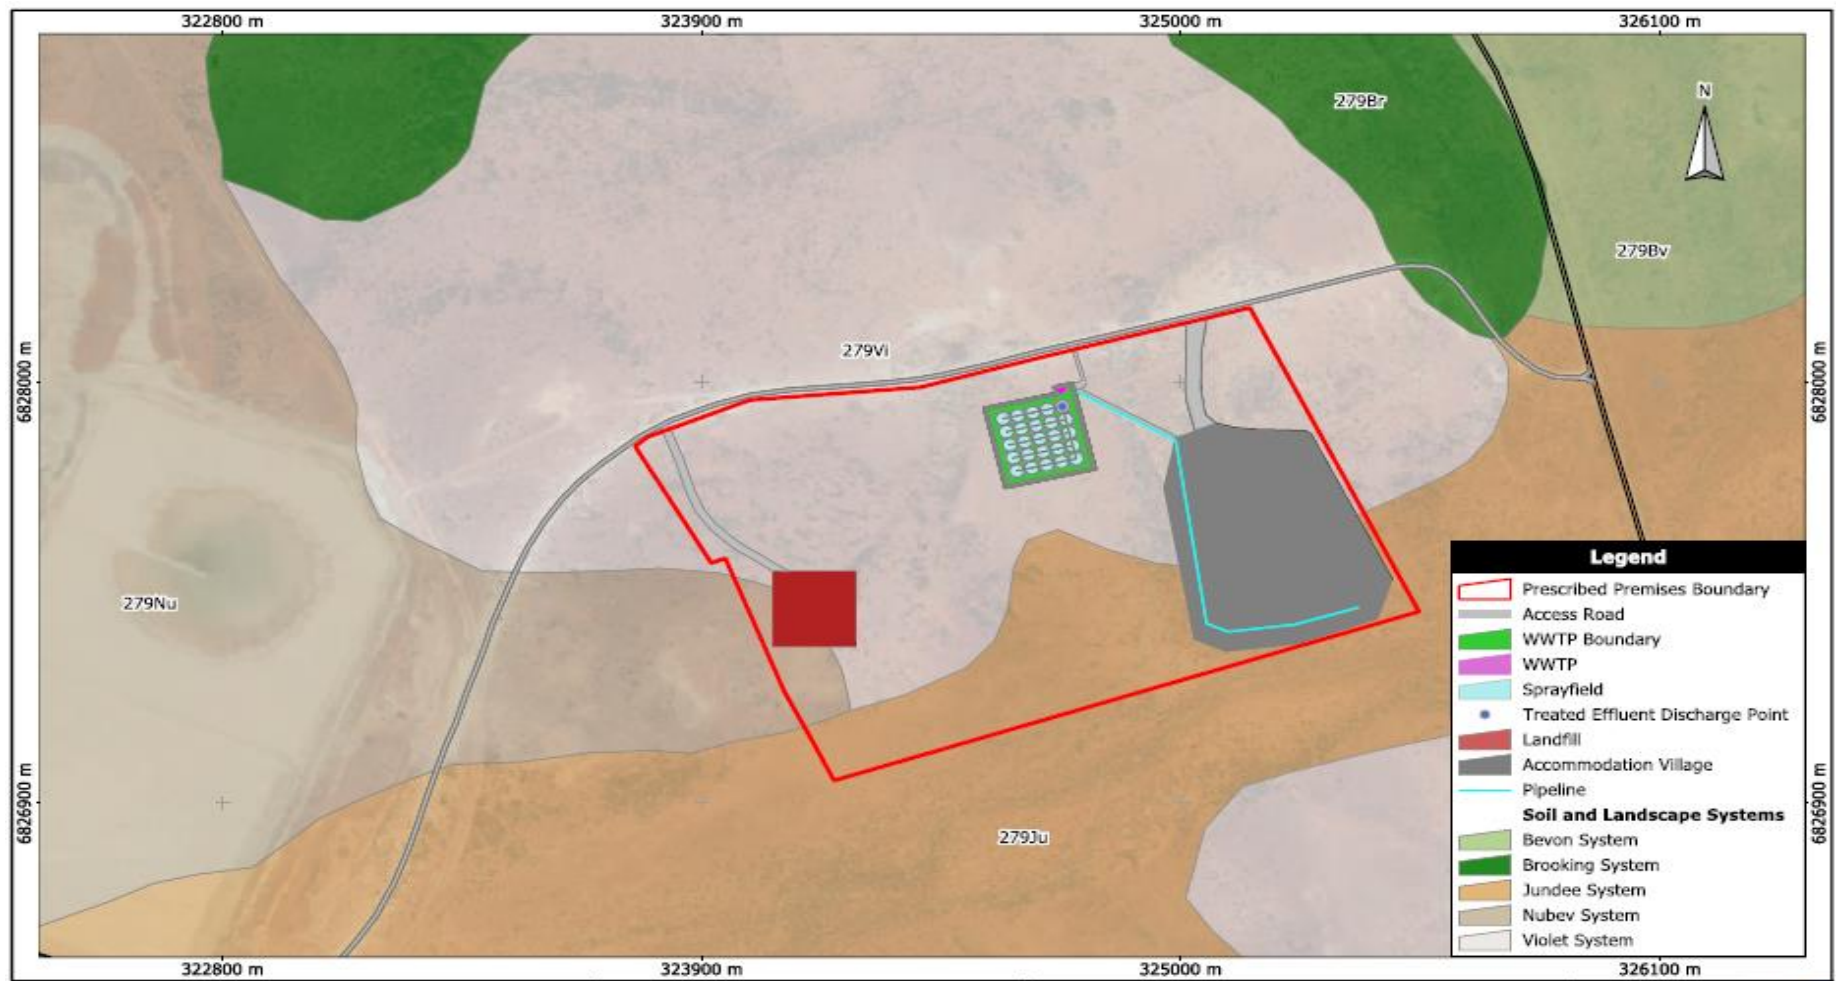 322800 m
323900 m
325000 m
326100 m
279Br
N
279Bv
279Vi
6828000 m
6828000 m
279Nu
279Ju
6826900 m
6826900 m
Legend
Prescribed Premises Boundary
Access Road
WWTP Boundary
WWTP
Sprayfield
Treated Effluent Discharge Point
Landfill
Accommodation Village
Pipeline
Soil and Landscape Systems
Bevon System
Brooking System
Jundee System
Nubev System
Violet System
322800 m
323900 m
325000 m
326100 m